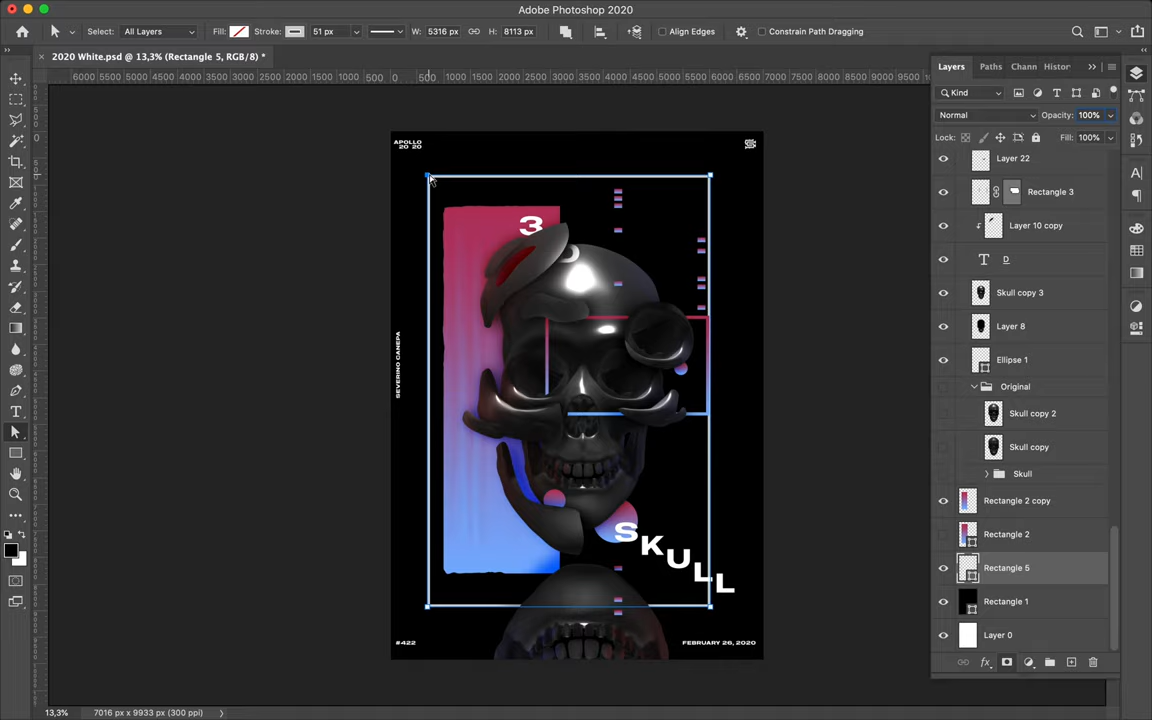 Adobe Photoshop 2020
Select: All Layers Fill: Stroke: 51 px W: 5316 px H: 8113 px Align Edges Constrain Path Dragging
2020 White.psd @ 13,3% (Rectangle 5, RGB/8) *
6000 5000 4000 3000 2000 1000 500 0 500 1000 1500 2000 2500 3000 3500 4000 4500 5000 5500 6000 6500 7000 7500 8000 8500 9000
Layers Paths Chann Histor
Kind
Normal Opacity: 100%
Lock: Fill: 100%
Layer 22
Rectangle 3
Layer 10 copy
D
Skull copy 3
Layer 8
Ellipse 1
Original
Skull copy 2
Skull copy
Skull
Rectangle 2 copy
Rectangle 2
Rectangle 5
Rectangle 1
Layer 0
APOLLO
20 20
3
SEVERINO CANEPA
SKULL
#422
FEBRUARY 26, 2020
13,3% 7016 px x 9933 px (300 ppi)